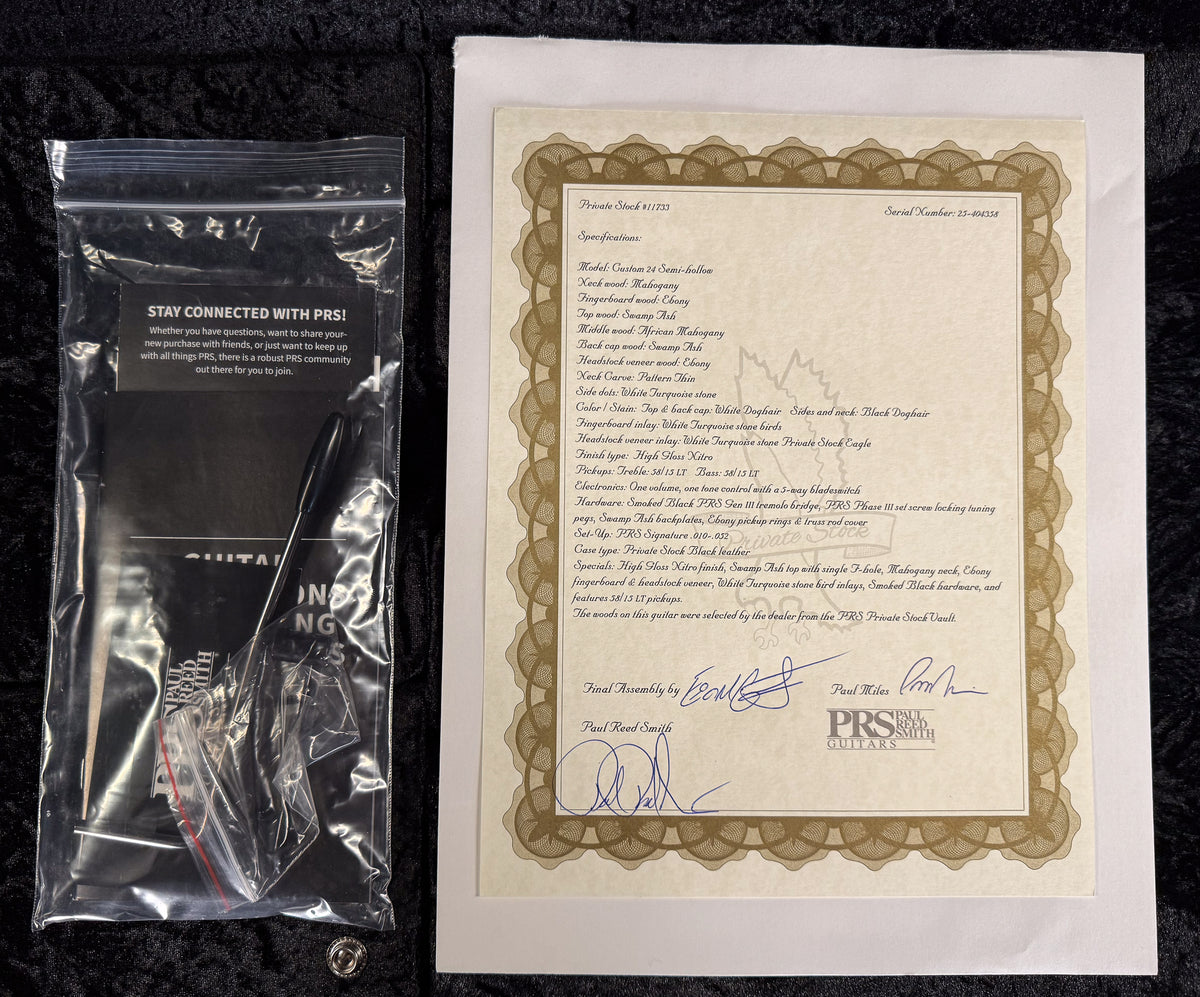 STAY CONNECTED WITH PRS!
Whether you have questions, want to share your
new purchase with friends, or just want to keep up
with all things PRS, there is a robust PRS community
out there for you to join.
GUITA
ONS
NG
S
PAUL
REED
SMITH
Private Stock #11733
Serial Number: 25-404358
Specifications:
Model: Custom 24 Semi-hollow
Neck wood: Mahogany
Fingerboard wood: Ebony
Top wood: Swamp Ash
Middle wood: African Mahogany
Back cap wood: Swamp Ash
Headstock veneer wood: Ebony
Neck Carve: Pattern Thin
Side dots: White Turquoise stone
Color / Stain: Top & back cap: White Doghair Sides and neck: Black Doghair
Fingerboard inlay: White Turquoise stone birds
Headstock veneer inlay: White Turquoise stone Private Stock Eagle
Finish type: High Gloss Nitro
Pickups: Treble: 58/15 LT Bass: 58/15 LT
Electronics: One volume, one tone control with a 5-way bladeswitch
Hardware: Smoked Black PRS Gen III tremolo bridge, PRS Phase III set screw locking tuning
pegs, Swamp Ash backplates, Ebony pickup rings & truss rod cover
Set-Up: PRS Signature .010-.052
Private Stock
Case type: Private Stock Black leather
Specials: High Gloss Nitro finish, Swamp Ash top with single F-hole, Mahogany neck, Ebony
fingerboard & headstock veneer, White Turquoise stone bird inlays, Smoked Black hardware, and
features 58/15 LT pickups.
The woods on this guitar were selected by the dealer from the PRS Private Stock Vault.
Final Assembly by
Paul Miles
Paul Reed Smith
PRS PAUL REED SMITH
GUITARS